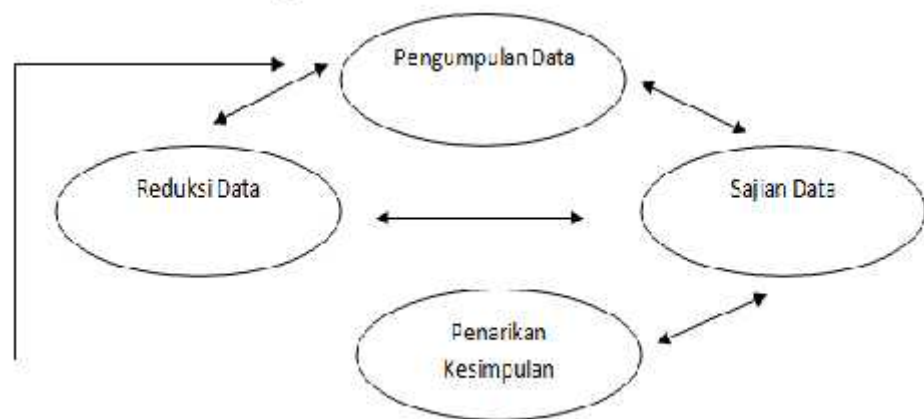 Pengumpulan Data
Reduksi Data
Sajian Data
Penarikan
Kesimpulan